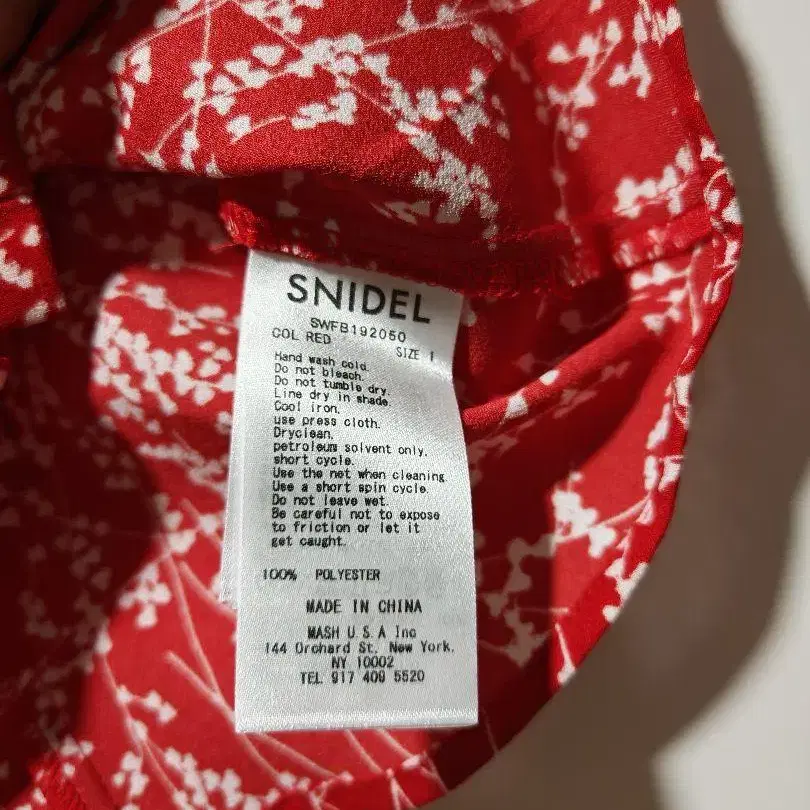 SNIDEL
SWFB192050
COL RED SIZE 1
Hand wash cold.
Do not bleach.
Do not tumble dry.
Line dry in shade.
Cool iron.
use press cloth.
Dryclean.
petroleum solvent only.
short cycle.
Use the net when cleaning
Use a short spin cycle.
Do not leave wet.
Be careful not to expose
to friction or let it
get caught.
100% POLYESTER
MADE IN CHINA
MASH U.S.A Inc
144 Orchard St. New York.
NY 10002
TEL 917 409 5520